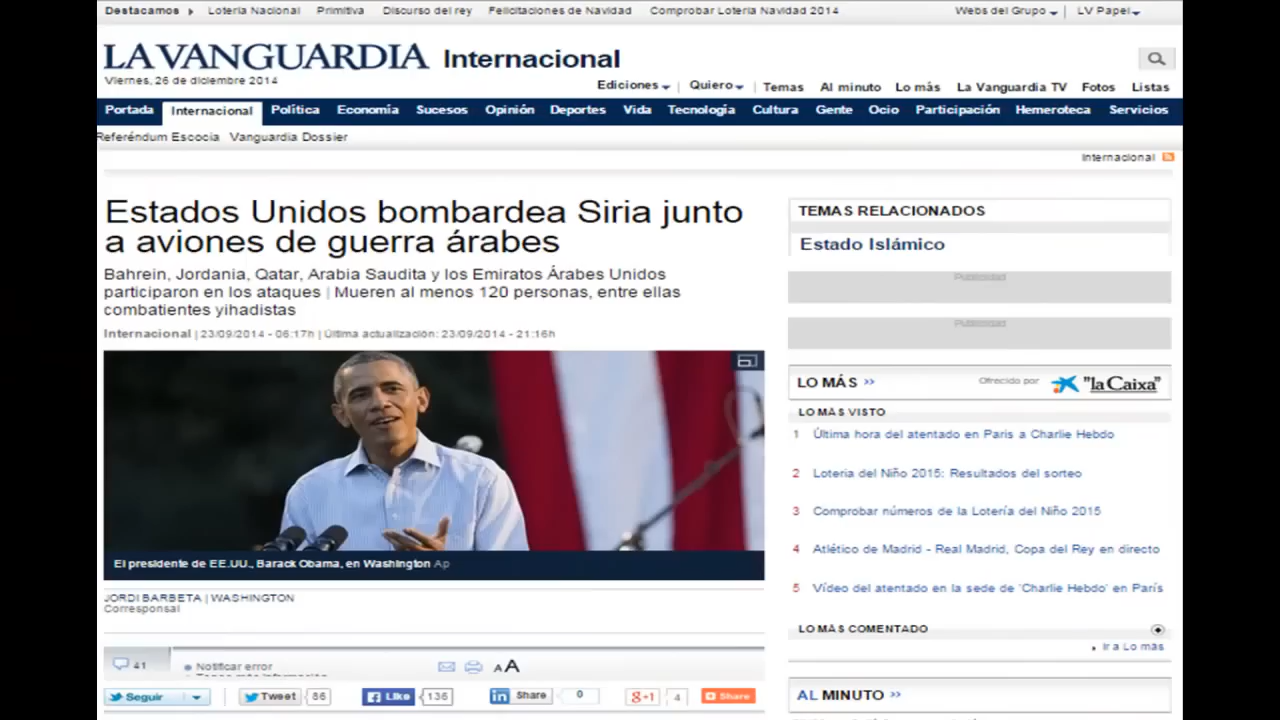 Destacamos Lotería Nacional Primitiva Discurso del rey Felicitaciones de Navidad Comprobar Lotería Navidad 2014 Webs del Grupo LV Papel
LA VANGUARDIA Internacional
Viernes, 26 de diciembre 2014
Ediciones Quiero Temas Al minuto Lo más La Vanguardia TV Fotos Listas
Portada Internacional Política Economía Sucesos Opinión Deportes Vida Tecnología Cultura Gente Ocio Participación Hemeroteca Servicios
Referéndum Escocia Vanguardia Dossier
Internacional
Estados Unidos bombardea Siria junto
a aviones de guerra árabes
Bahrein, Jordania, Qatar, Arabia Saudita y los Emiratos Árabes Unidos
participaron en los ataques | Mueren al menos 120 personas, entre ellas
combatientes yihadistas
Internacional | 23/09/2014 - 06:17h | Última actualización: 23/09/2014 - 21:16h
El presidente de EE.UU., Barack Obama, en Washington Ap
JORDI BARBETA | WASHINGTON
Corresponsal
41 Notificar error AA
Tengo más información
Seguir Tweet 86 Like 136 Share 0 g+1 4 Share
TEMAS RELACIONADOS
Estado Islámico
Publicidad
Publicidad
LO MÁS >> Ofrecido por "la Caixa"
LO MÁS VISTO
1 Última hora del atentado en París a Charlie Hebdo
2 Loteria del Niño 2015: Resultados del sorteo
3 Comprobar números de la Lotería del Niño 2015
4 Atlético de Madrid - Real Madrid, Copa del Rey en directo
5 Vídeo del atentado en la sede de 'Charlie Hebdo' en París
LO MÁS COMENTADO
Ir a Lo más
AL MINUTO >>